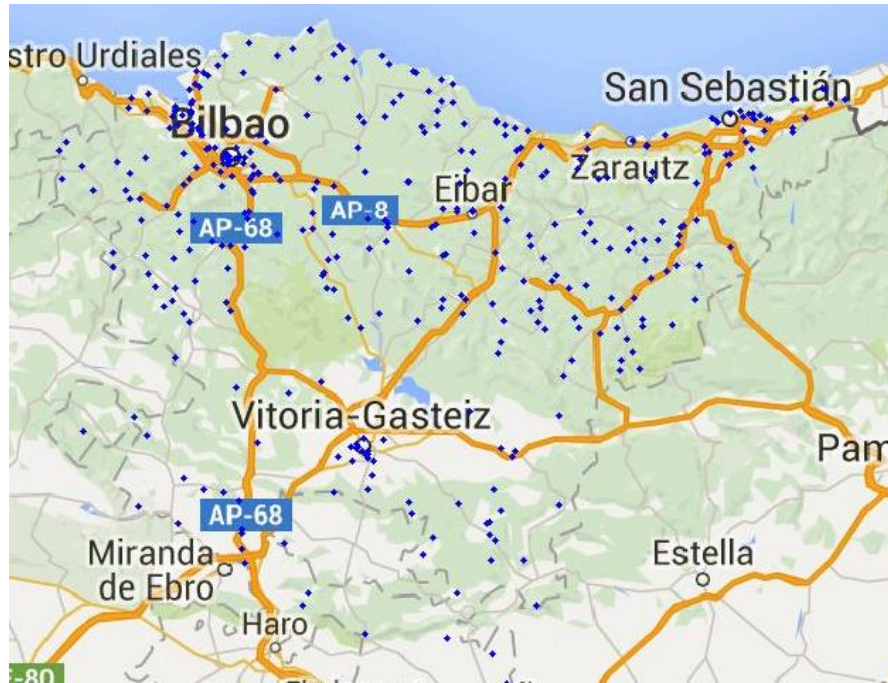 stro Urdiales
San Sebastián
Bilbao
Zarautz
Eibar
AP-8
AP-68
Vitoria-Gasteiz
Pam
AP-68
Miranda
de Ebro
Estella
Haro
E-80